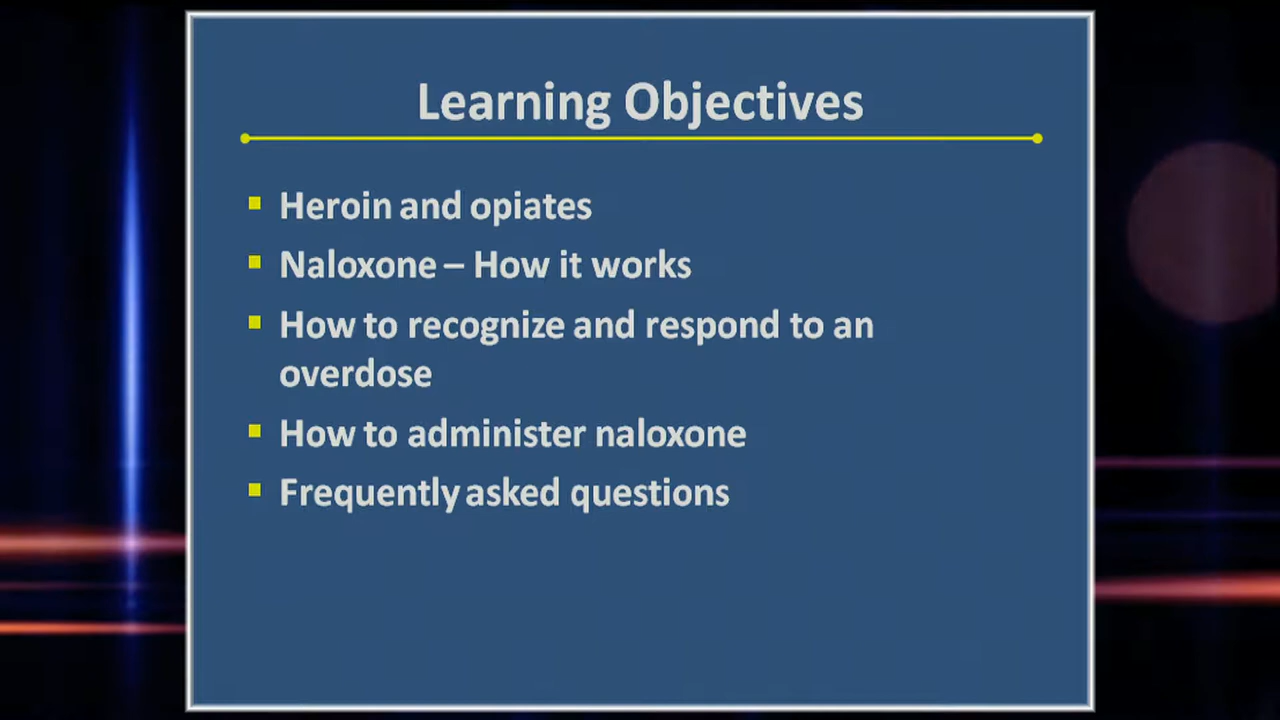 Learning Objectives
Heroin and opiates
Naloxone – How it works
How to recognize and respond to an
overdose
How to administer naloxone
Frequently asked questions